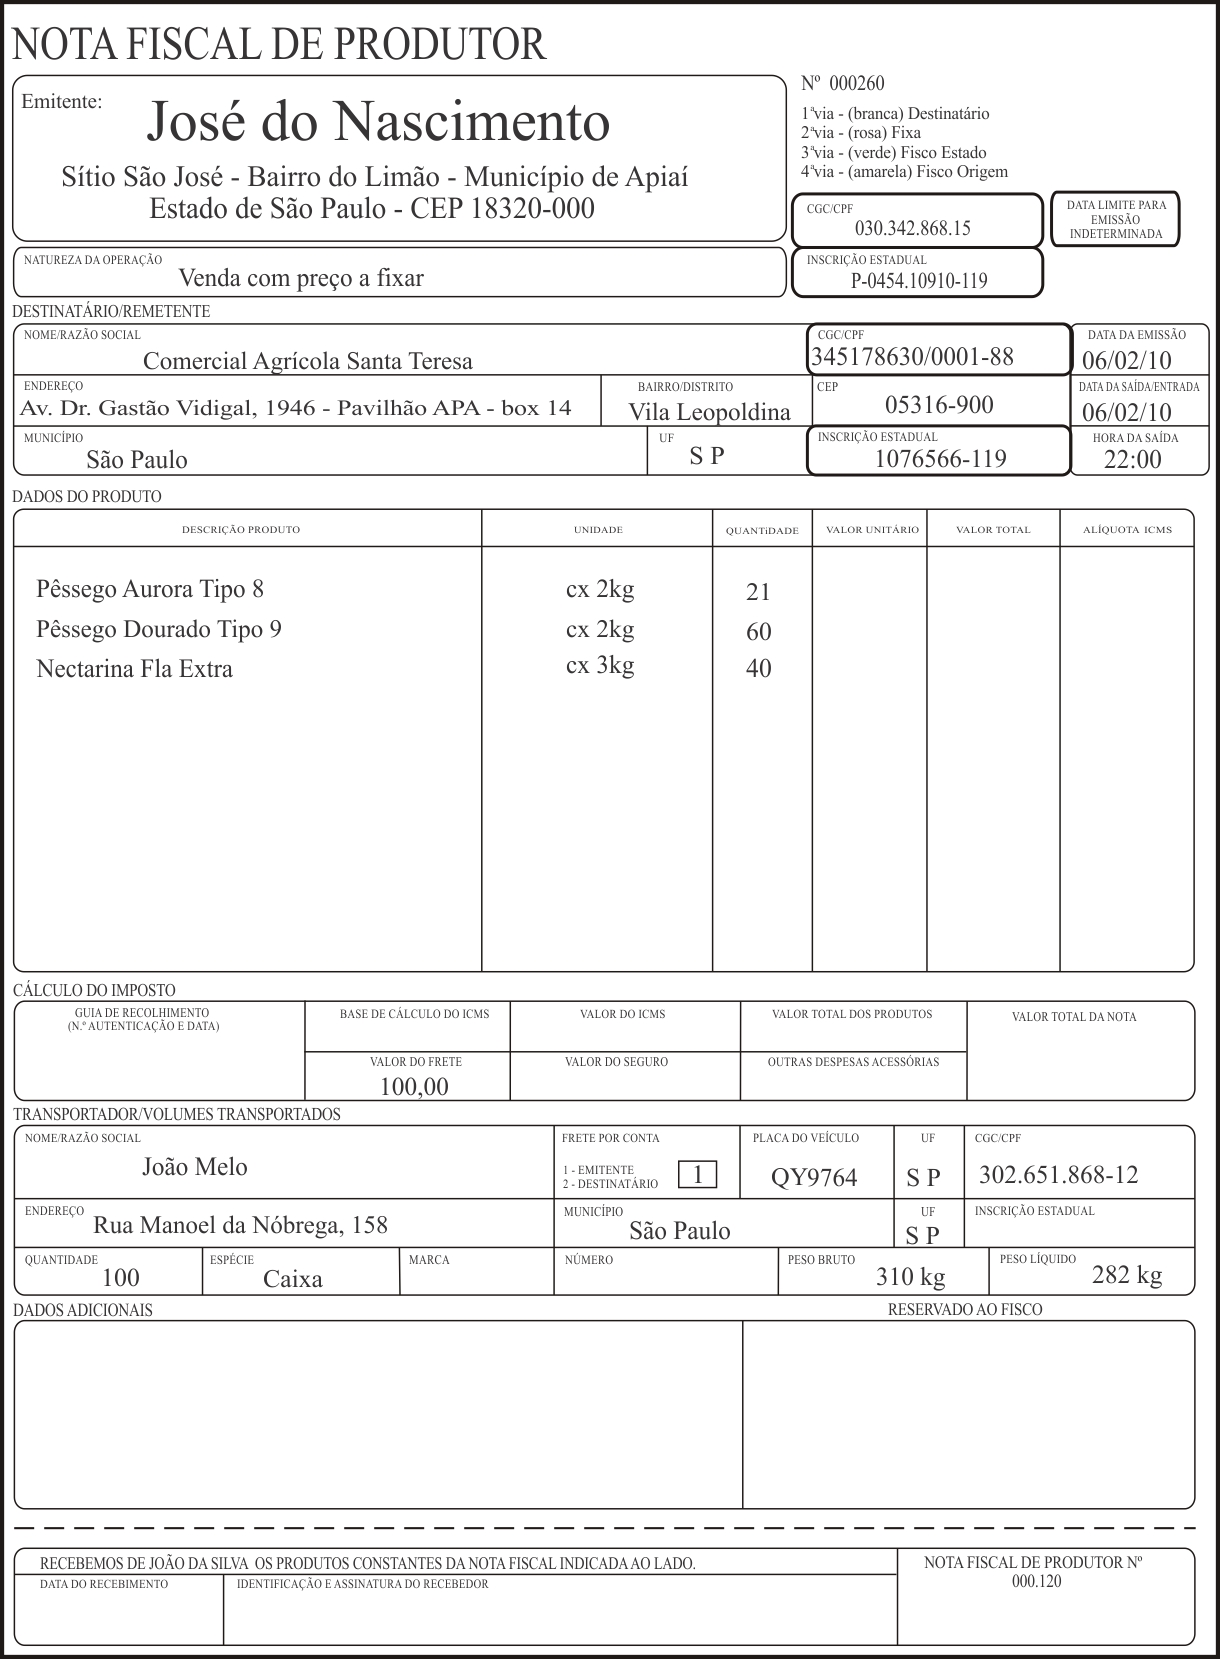 NOTA FISCAL DE PRODUTOR
Emitente:
José do Nascimento
Sítio São José - Bairro do Limão - Município de Apiaí
Estado de São Paulo - CEP 18320-000
Nº 000260
1ªvia - (branca) Destinatário
2ªvia - (rosa) Fixa
3ªvia - (verde) Fisco Estado
4ªvia - (amarela) Fisco Origem
CGC/CPF
030.342.868.15
DATA LIMITE PARA
EMISSÃO
INDETERMINADA
NATUREZA DA OPERAÇÃO
Venda com preço a fixar
INSCRIÇÃO ESTADUAL
P-0454.10910-119
DESTINATÁRIO/REMETENTE
NOME/RAZÃO SOCIAL
Comercial Agrícola Santa Teresa
CGC/CPF
345178630/0001-88
DATA DA EMISSÃO
06/02/10
ENDEREÇO
Av. Dr. Gastão Vidigal, 1946 - Pavilhão APA - box 14
BAIRRO/DISTRITO
Vila Leopoldina
CEP
05316-900
DATA DA SAÍDA/ENTRADA
06/02/10
MUNICÍPIO
São Paulo
UF
S P
INSCRIÇÃO ESTADUAL
1076566-119
HORA DA SAÍDA
22:00
DADOS DO PRODUTO
DESCRIÇÃO PRODUTO UNIDADE QUANTiDADE VALOR UNITÁRIO VALOR TOTAL ALÍQUOTA ICMS
Pêssego Aurora Tipo 8 cx 2kg 21
Pêssego Dourado Tipo 9 cx 2kg 60
Nectarina Fla Extra cx 3kg 40
CÁLCULO DO IMPOSTO
GUIA DE RECOLHIMENTO
(N.º AUTENTICAÇÃO E DATA)
BASE DE CÁLCULO DO ICMS
VALOR DO ICMS
VALOR TOTAL DOS PRODUTOS
VALOR TOTAL DA NOTA
VALOR DO FRETE
100,00
VALOR DO SEGURO
OUTRAS DESPESAS ACESSÓRIAS
TRANSPORTADOR/VOLUMES TRANSPORTADOS
NOME/RAZÃO SOCIAL
João Melo
FRETE POR CONTA
1 - EMITENTE
2 - DESTINATÁRIO
1
PLACA DO VEÍCULO
QY9764
UF
S P
CGC/CPF
302.651.868-12
ENDEREÇO
Rua Manoel da Nóbrega, 158
MUNICÍPIO
São Paulo
UF
S P
INSCRIÇÃO ESTADUAL
QUANTIDADE
100
ESPÉCIE
Caixa
MARCA
NÚMERO
PESO BRUTO
310 kg
PESO LÍQUIDO
282 kg
DADOS ADICIONAIS
RESERVADO AO FISCO
RECEBEMOS DE JOÃO DA SILVA OS PRODUTOS CONSTANTES DA NOTA FISCAL INDICADA AO LADO.
DATA DO RECEBIMENTO
IDENTIFICAÇÃO E ASSINATURA DO RECEBEDOR
NOTA FISCAL DE PRODUTOR Nº
000.120